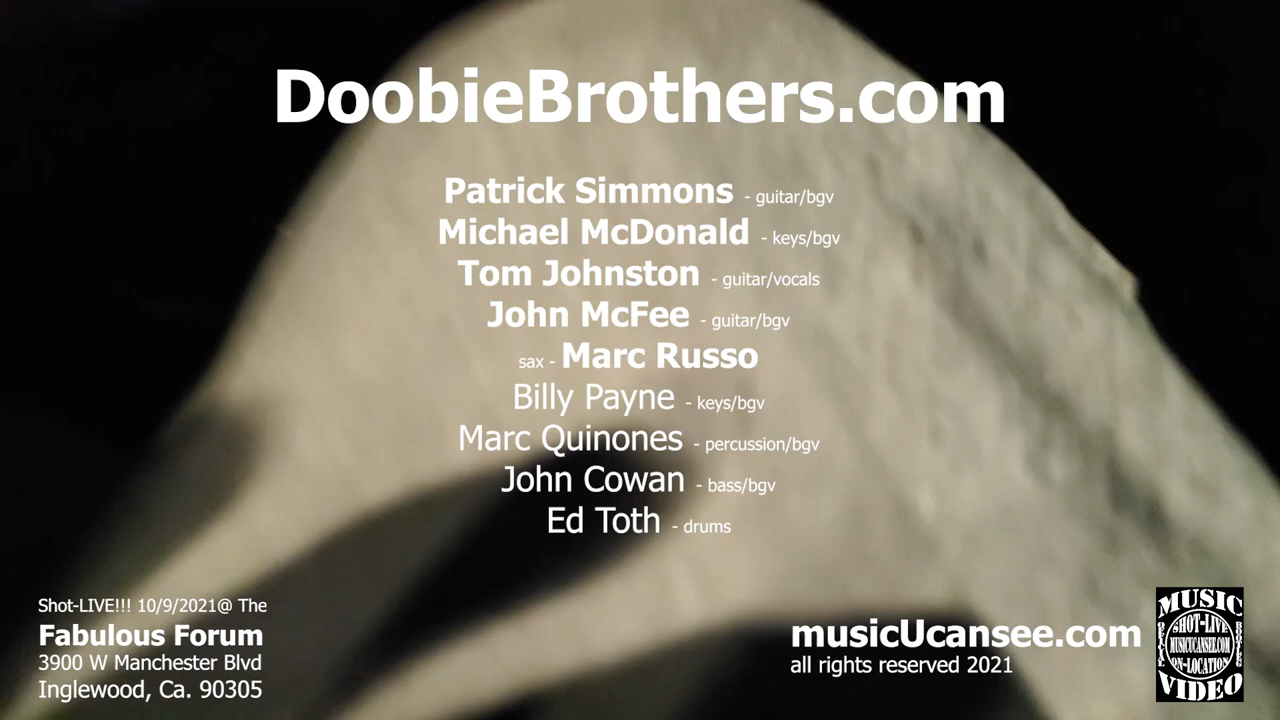 DoobieBrothers.com
Patrick Simmons - guitar/bgv
Michael McDonald - keys/bgv
Tom Johnston - guitar/vocals
John McFee - guitar/bgv
sax - Marc Russo
Billy Payne - keys/bgv
Marc Quinones - percussion/bgv
John Cowan - bass/bgv
Ed Toth - drums
Shot-LIVE!!! 10/9/2021@ The
Fabulous Forum
3900 W Manchester Blvd
Inglewood, Ca. 90305
musicUcansee.com
all rights reserved 2021
MUSIC
SHOT-LIVE
MUSICUCANSEE.COM
ON-LOCATION
VIDEO